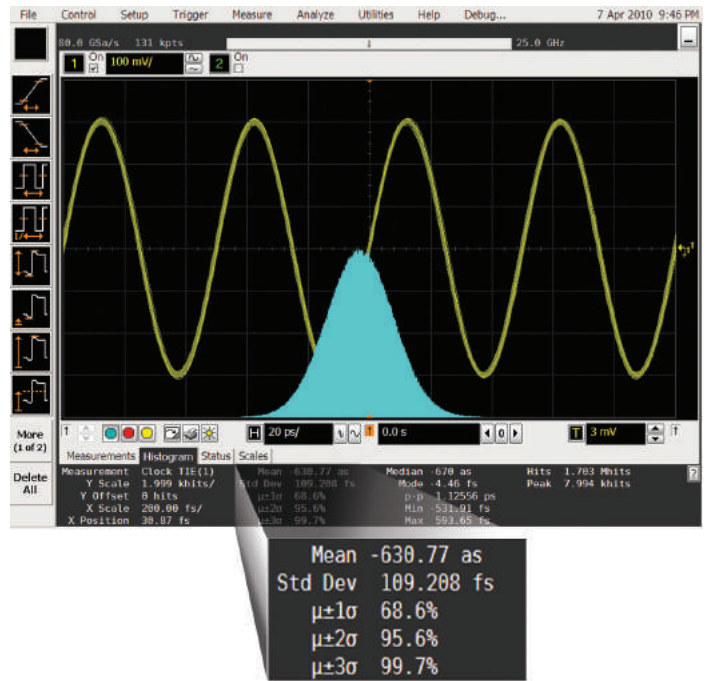 File Control Setup Trigger Measure Analyze Utilities Help Debug... 7 Apr 2010 9:46 PM
80.0 GSa/s 131 kpts 25.0 GHz
1 On 100 mV/ 2 On
T
More
(1 of 2)
Delete
All
H 20 ps/ 0.0 s 0 T 3 mV
Measurements Histogram Status Scales
Measurement Clock TIE(1) Mean -630.77 as Median -670 as Hits 1.703 Mhits
Y Scale 1.999 khits/ Std Dev 109.208 fs Mode -4.46 fs Peak 7.994 khits
Y Offset 0 hits μ±1σ 68.6% p-p 1.12556 ps
X Scale 200.00 fs/ μ±2σ 95.6% Min -531.91 fs
X Position 30.87 fs μ±3σ 99.7% Max 593.65 fs
Mean -630.77 as
Std Dev 109.208 fs
μ±1σ 68.6%
μ±2σ 95.6%
μ±3σ 99.7%